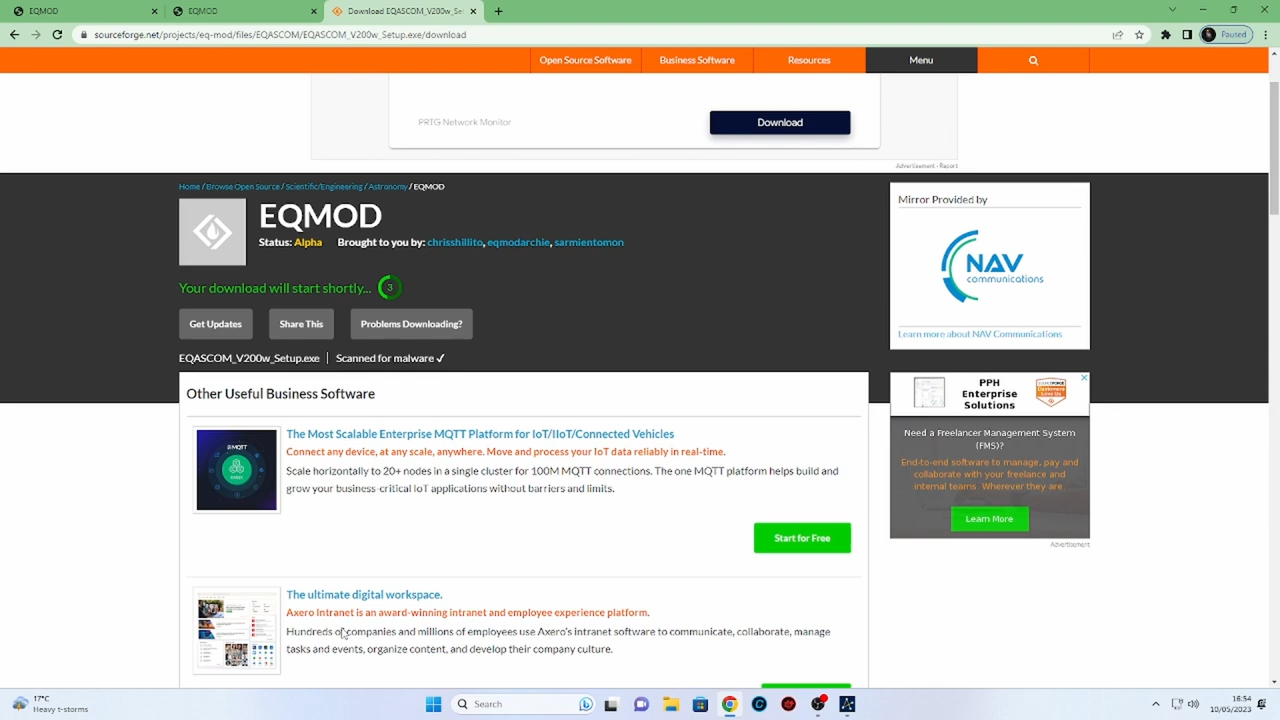 EQMOD
EQMOD
Download EQASCOM_V200w_Se
sourceforge.net/projects/eq-mod/files/EQASCOM/EQASCOM_V200w_Setup.exe/download
Paused
Open Source Software
Business Software
Resources
Menu
PRTG Network Monitor
Download
Advertisement - Report
Home / Browse Open Source / Scientific/Engineering / Astronomy / EQMOD
EQMOD
Status: Alpha Brought to you by: chrisshillito, eqmodarchie, sarmientomon
Your download will start shortly... 3
Get Updates
Share This
Problems Downloading?
EQASCOM_V200w_Setup.exe | Scanned for malware ✓
Mirror Provided by
NAV
communications
Learn more about NAV Communications
Other Useful Business Software
The Most Scalable Enterprise MQTT Platform for IoT/IIoT/Connected Vehicles
Connect any device, at any scale, anywhere. Move and process your IoT data reliably in real-time.
Scale horizontally to 20+ nodes in a single cluster for 100M MQTT connections. The one MQTT platform helps build and
grow your business-critical IoT applications without barriers and limits.
MQTT
Start for Free
PPH
Enterprise
Solutions
Need a Freelancer Management System
(FMS)?
End-to-end software to manage, pay and
collaborate with your freelance and
internal teams. Wherever they are.
Learn More
Advertisement
The ultimate digital workspace.
Axero Intranet is an award-winning intranet and employee experience platform.
Hundreds of companies and millions of employees use Axero's intranet software to communicate, collaborate, manage
tasks and events, organize content, and develop their company culture.
17°C
Heavy t-storms
Search
16:54
10/05/2023